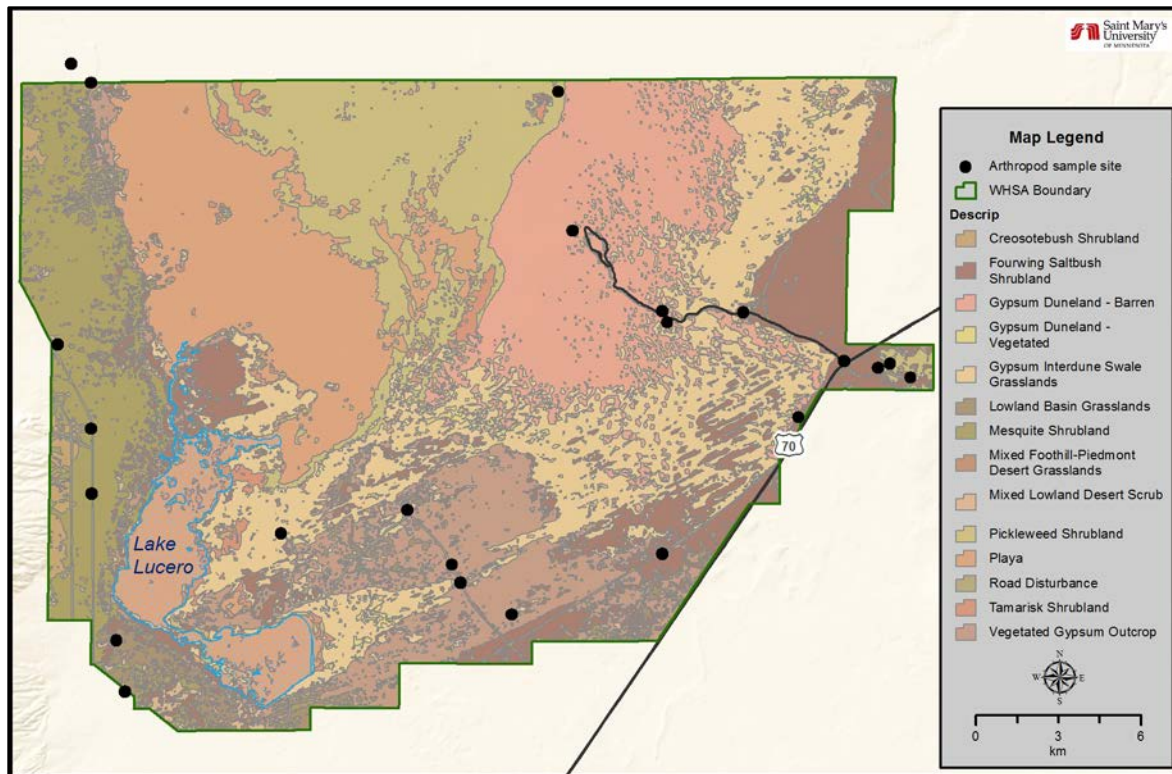 Saint Mary's
University
OF MINNESOTA
Map Legend
Arthropod sample site
WHSA Boundary
Descrip
Creosotebush Shrubland
Fourwing Saltbush
Shrubland
Gypsum Duneland - Barren
Gypsum Duneland -
Vegetated
Gypsum Interdune Swale
Grasslands
Lowland Basin Grasslands
Mesquite Shrubland
Mixed Foothill-Piedmont
Desert Grasslands
Mixed Lowland Desert Scrub
Pickleweed Shrubland
Playa
Road Disturbance
Tamarisk Shrubland
Vegetated Gypsum Outcrop
N
W E
S
0 3 6
km
70
Lake
Lucero